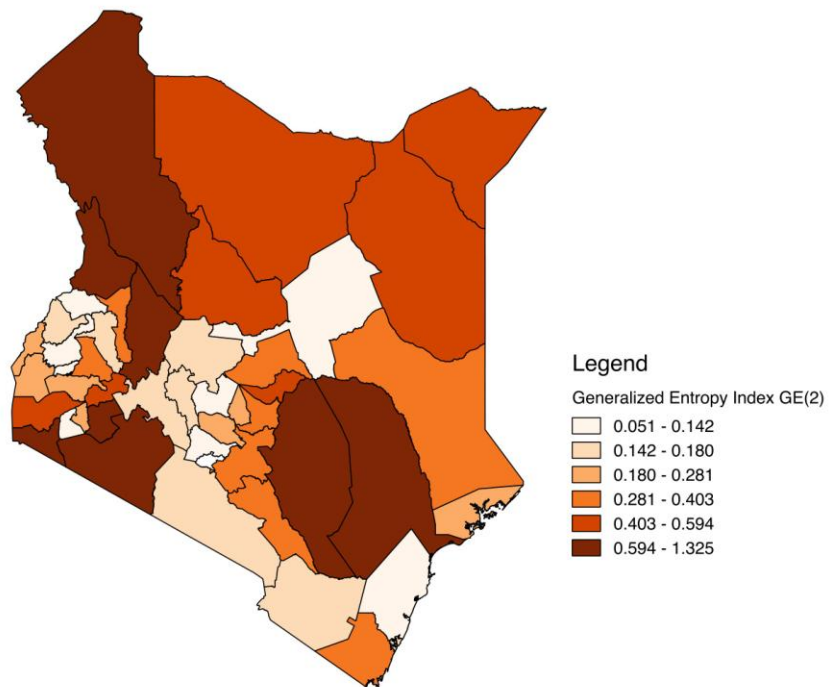 Legend
Generalized Entropy Index GE(2)
0.051 - 0.142
0.142 - 0.180
0.180 - 0.281
0.281 - 0.403
0.403 - 0.594
0.594 - 1.325